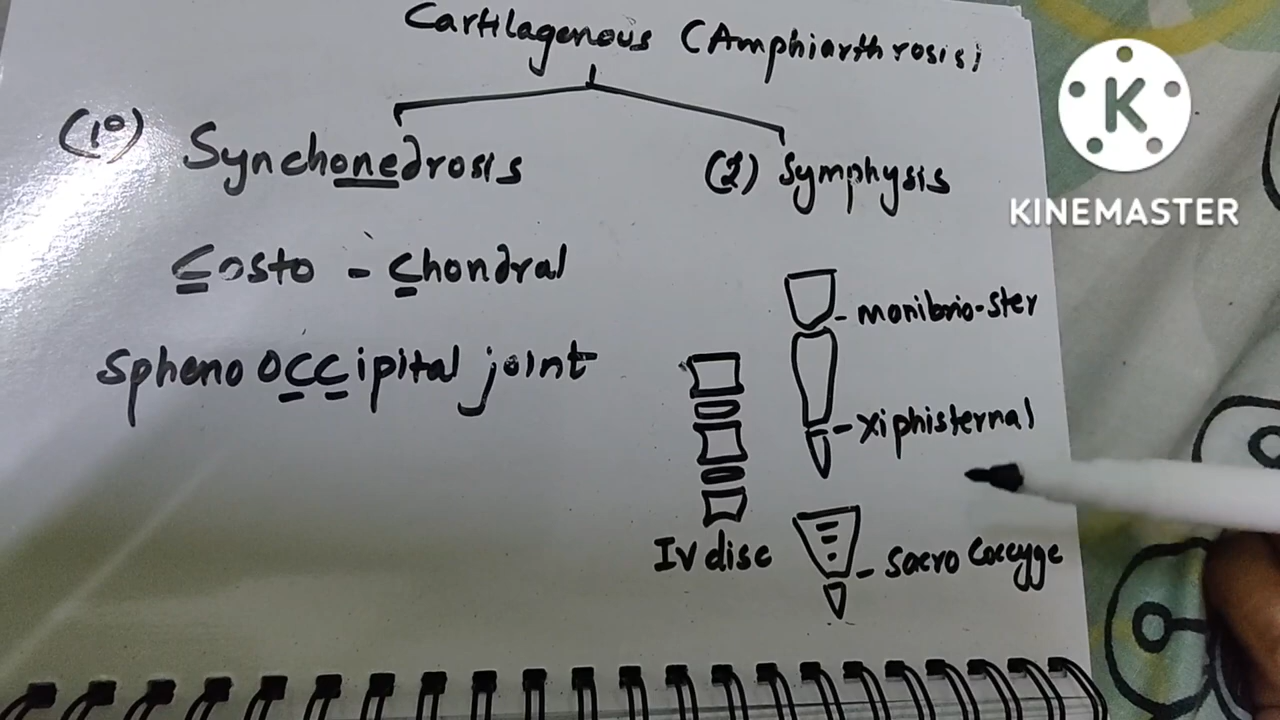 Cartilagenous (Amphiarthrosis)
(1°) Synchonedrosis
(2) Symphysis
Costo - Chondral
Spheno occipital joint
manibrio-ster
xiphisternal
IV disc
sacro Coccyge
K
KINEMASTER